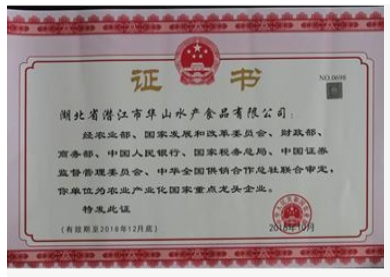 证书
NO.0698
湖北省潜江市华山水产食品有限公司：
经农业部、国家发展和改革委员会、财政部、
商务部、中国人民银行、国家税务总局、中国证券
监督管理委员会、中华全国供销合作总社联合审定，
你单位为农业产业化国家重点龙头企业。
特发此证
(有效期至2018年12月底)
2016年10月